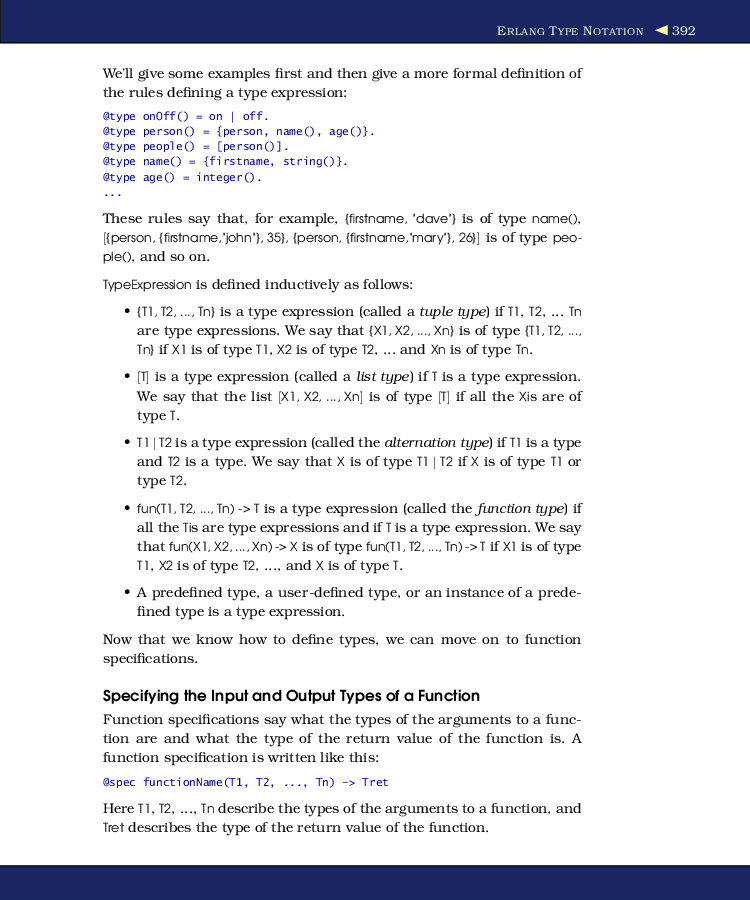 ERLANG TYPE NOTATION ◀ 392
We'll give some examples first and then give a more formal definition of
the rules defining a type expression:
@type onOff() = on | off.
@type person() = {person, name(), age()}.
@type people() = [person()].
@type name() = {firstname, string()}.
@type age() = integer().
...
These rules say that, for example, {firstname, "dave"} is of type name(),
[{person, {firstname,"john"}, 35}, {person, {firstname,"mary"}, 26}] is of type peo-
ple(), and so on.
TypeExpression is defined inductively as follows:
• {T1, T2, ..., Tn} is a type expression (called a tuple type) if T1, T2, ... Tn
are type expressions. We say that {X1, X2, ..., Xn} is of type {T1, T2, ...,
Tn} if X1 is of type T1, X2 is of type T2, ... and Xn is of type Tn.
• [T] is a type expression (called a list type) if T is a type expression.
We say that the list [X1, X2, ..., Xn] is of type [T] if all the Xis are of
type T.
• T1 | T2 is a type expression (called the alternation type) if T1 is a type
and T2 is a type. We say that X is of type T1 | T2 if X is of type T1 or
type T2.
• fun(T1, T2, ..., Tn) -> T is a type expression (called the function type) if
all the Tis are type expressions and if T is a type expression. We say
that fun(X1, X2, ..., Xn) -> X is of type fun(T1, T2, ..., Tn) -> T if X1 is of type
T1, X2 is of type T2, ..., and X is of type T.
• A predefined type, a user-defined type, or an instance of a prede-
fined type is a type expression.
Now that we know how to define types, we can move on to function
specifications.
Specifying the Input and Output Types of a Function
Function specifications say what the types of the arguments to a func-
tion are and what the type of the return value of the function is. A
function specification is written like this:
@spec functionName(T1, T2, ..., Tn) -> Tret
Here T1, T2, ..., Tn describe the types of the arguments to a function, and
Tret describes the type of the return value of the function.